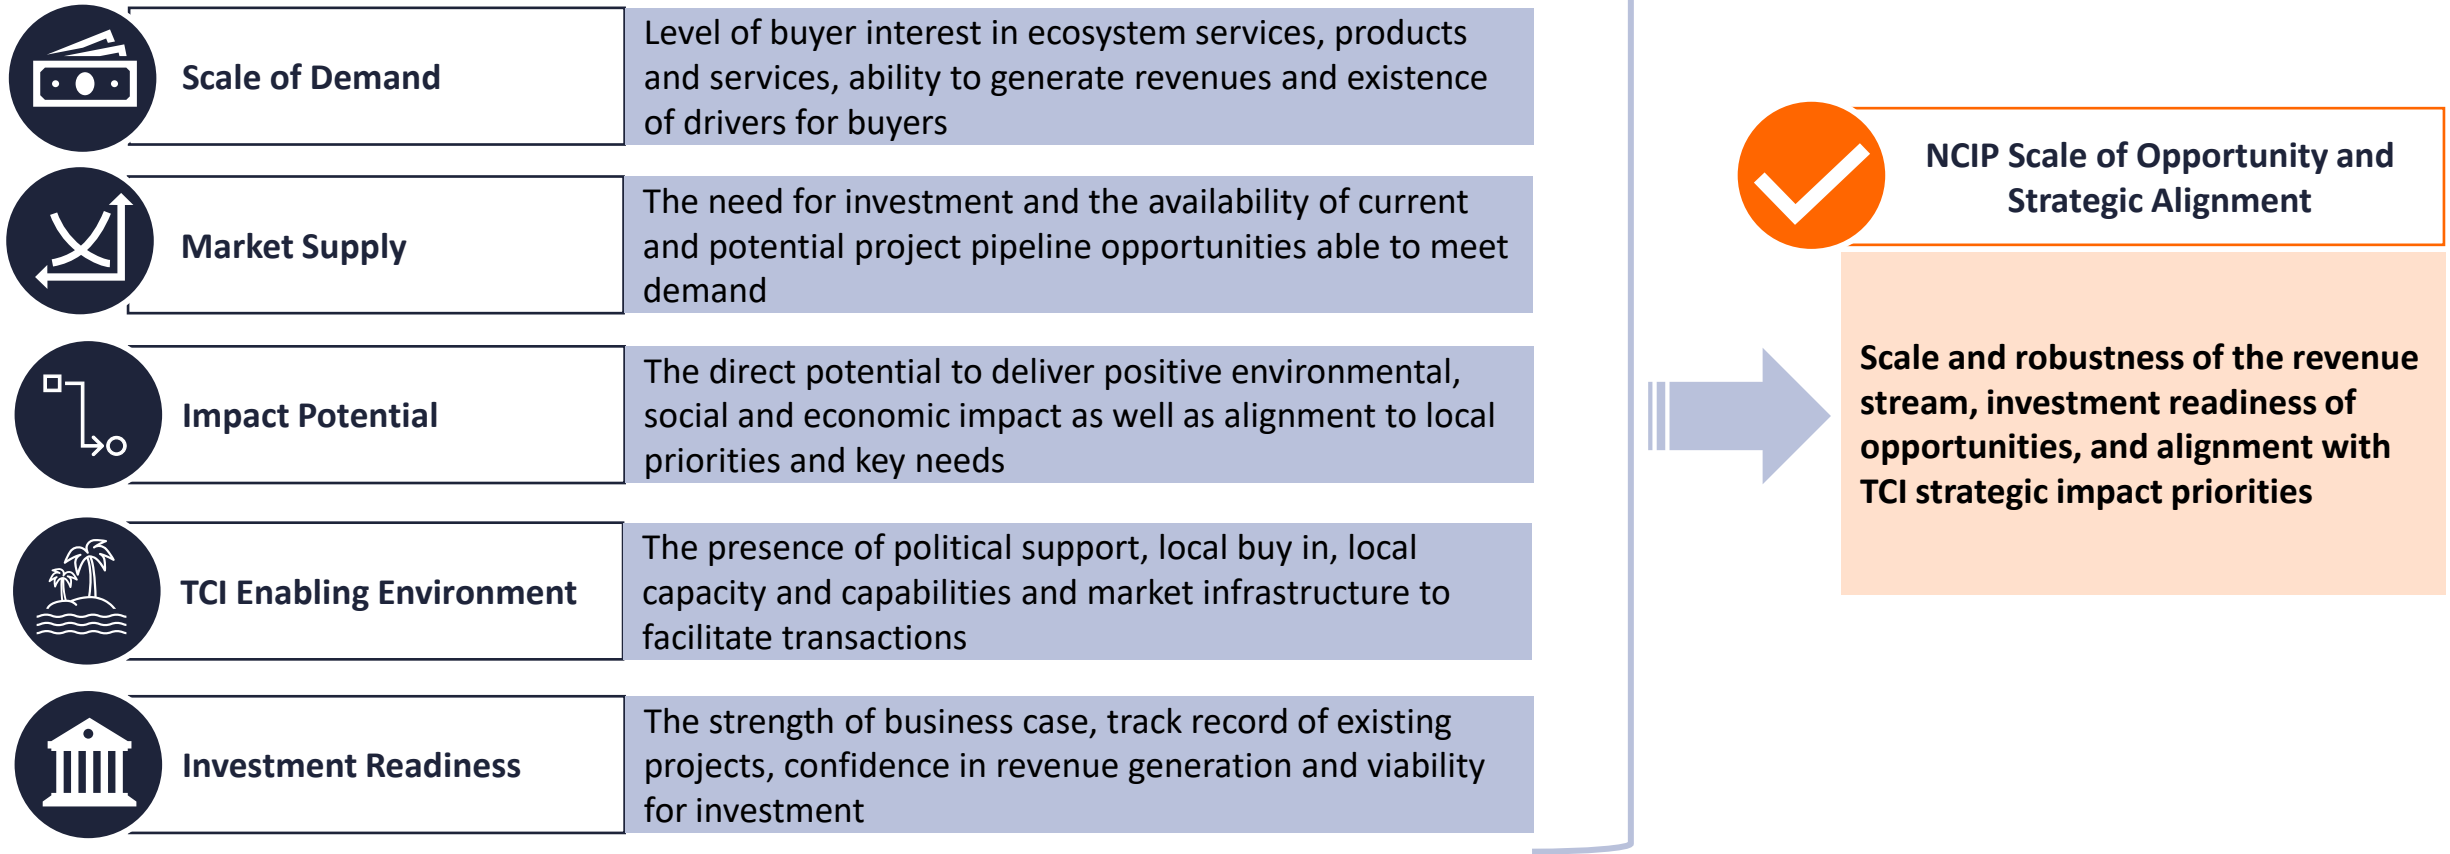 Scale of Demand
Level of buyer interest in ecosystem services, products
and services, ability to generate revenues and existence
of drivers for buyers
Market Supply
The need for investment and the availability of current
and potential project pipeline opportunities able to meet
demand
Impact Potential
The direct potential to deliver positive environmental,
social and economic impact as well as alignment to local
priorities and key needs
TCI Enabling Environment
The presence of political support, local buy in, local
capacity and capabilities and market infrastructure to
facilitate transactions
Investment Readiness
The strength of business case, track record of existing
projects, confidence in revenue generation and viability
for investment
NCIP Scale of Opportunity and
Strategic Alignment
Scale and robustness of the revenue
stream, investment readiness of
opportunities, and alignment with
TCI strategic impact priorities